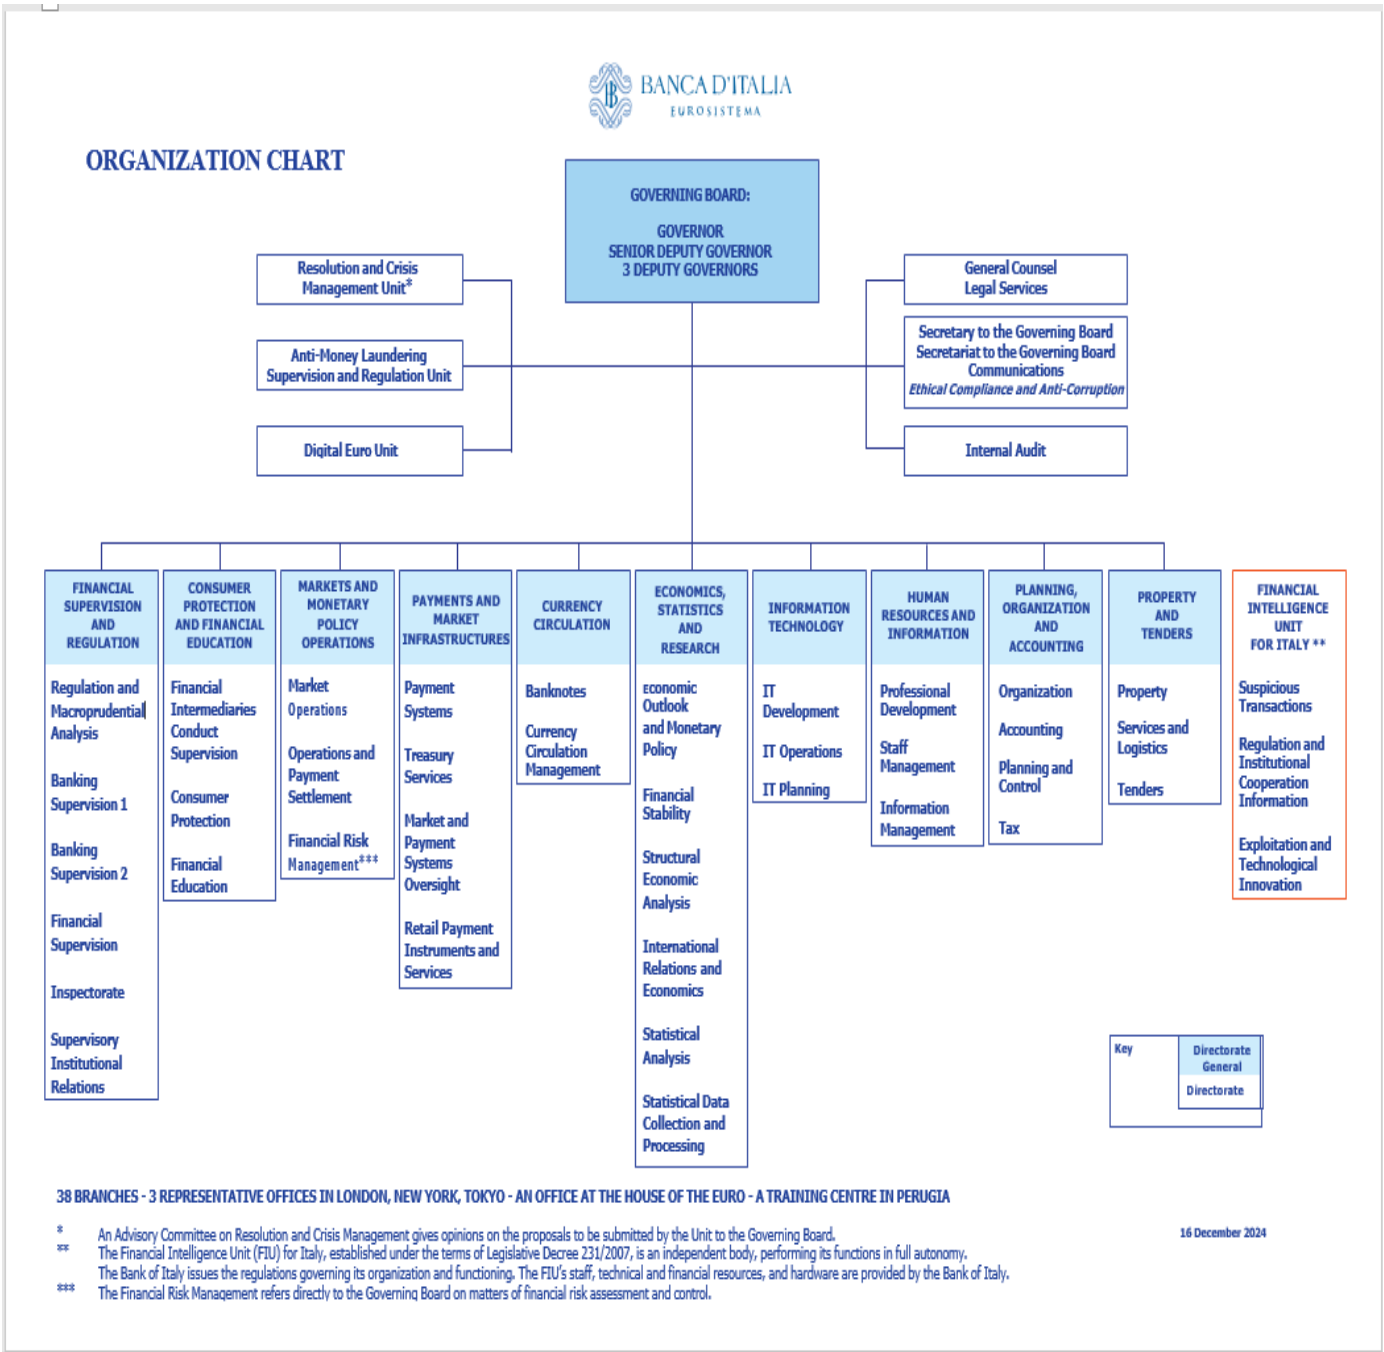 BANCA D'ITALIA
EUROSISTEMA
ORGANIZATION CHART
GOVERNING BOARD:
GOVERNOR
SENIOR DEPUTY GOVERNOR
3 DEPUTY GOVERNORS
Resolution and Crisis
Management Unit*
Anti-Money Laundering
Supervision and Regulation Unit
Digital Euro Unit
General Counsel
Legal Services
Secretary to the Governing Board
Secretariat to the Governing Board
Communications
Ethical Compliance and Anti-Corruption
Internal Audit
FINANCIAL
SUPERVISION
AND
REGULATION
Regulation and
Macroprudential
Analysis
Banking
Supervision 1
Banking
Supervision 2
Financial
Supervision
Inspectorate
Supervisory
Institutional
Relations
CONSUMER
PROTECTION
AND FINANCIAL
EDUCATION
Financial
Intermediaries
Conduct
Supervision
Consumer
Protection
Financial
Education
MARKETS AND
MONETARY
POLICY
OPERATIONS
Market
Operations
Operations and
Payment
Settlement
Financial Risk
Management***
PAYMENTS AND
MARKET
INFRASTRUCTURES
Payment
Systems
Treasury
Services
Market and
Payment
Systems
Oversight
Retail Payment
Instruments and
Services
CURRENCY
CIRCULATION
Banknotes
Currency
Circulation
Management
ECONOMICS,
STATISTICS
AND
RESEARCH
Economic
Outlook
and Monetary
Policy
Financial
Stability
Structural
Economic
Analysis
International
Relations and
Economics
Statistical
Analysis
Statistical Data
Collection and
Processing
INFORMATION
TECHNOLOGY
IT
Development
IT Operations
IT Planning
HUMAN
RESOURCES AND
INFORMATION
Professional
Development
Staff
Management
Information
Management
PLANNING,
ORGANIZATION
AND
ACCOUNTING
Organization
Accounting
Planning and
Control
Tax
PROPERTY
AND
TENDERS
Property
Services and
Logistics
Tenders
FINANCIAL
INTELLIGENCE
UNIT
FOR ITALY **
Suspicious
Transactions
Regulation and
Institutional
Cooperation
Information
Exploitation and
Technological
Innovation
Key
Directorate
General
Directorate
38 BRANCHES - 3 REPRESENTATIVE OFFICES IN LONDON, NEW YORK, TOKYO - AN OFFICE AT THE HOUSE OF THE EURO - A TRAINING CENTRE IN PERUGIA
* An Advisory Committee on Resolution and Crisis Management gives opinions on the proposals to be submitted by the Unit to the Governing Board.
16 December 2024
** The Financial Intelligence Unit (FIU) for Italy, established under the terms of Legislative Decree 231/2007, is an independent body, performing its functions in full autonomy.
The Bank of Italy issues the regulations governing its organization and functioning. The FIU's staff, technical and financial resources, and hardware are provided by the Bank of Italy.
*** The Financial Risk Management refers directly to the Governing Board on matters of financial risk assessment and control.